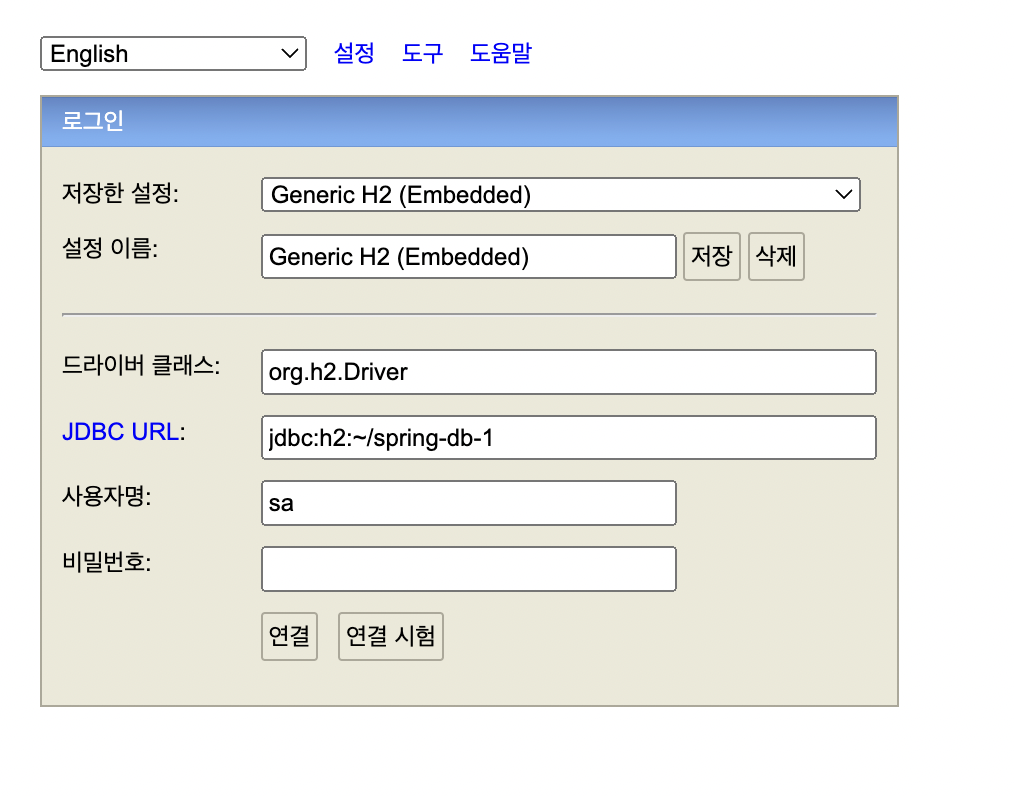 English 설정 도구 도움말
로그인
저장한 설정: Generic H2 (Embedded)
설정 이름: Generic H2 (Embedded) 저장 삭제
드라이버 클래스: org.h2.Driver
JDBC URL: jdbc:h2:~/spring-db-1
사용자명: sa
비밀번호:
연결 연결 시험